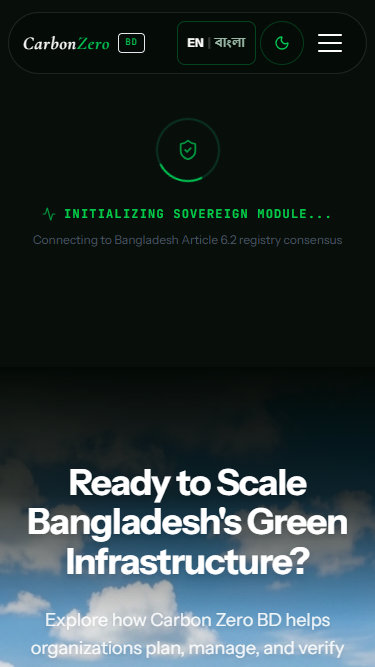 CarbonZero BD EN | বাংলা
INITIALIZING SOVEREIGN MODULE...
Connecting to Bangladesh Article 6.2 registry consensus
Ready to Scale
Bangladesh's Green
Infrastructure?
Explore how Carbon Zero BD helps
organizations plan, manage, and verify